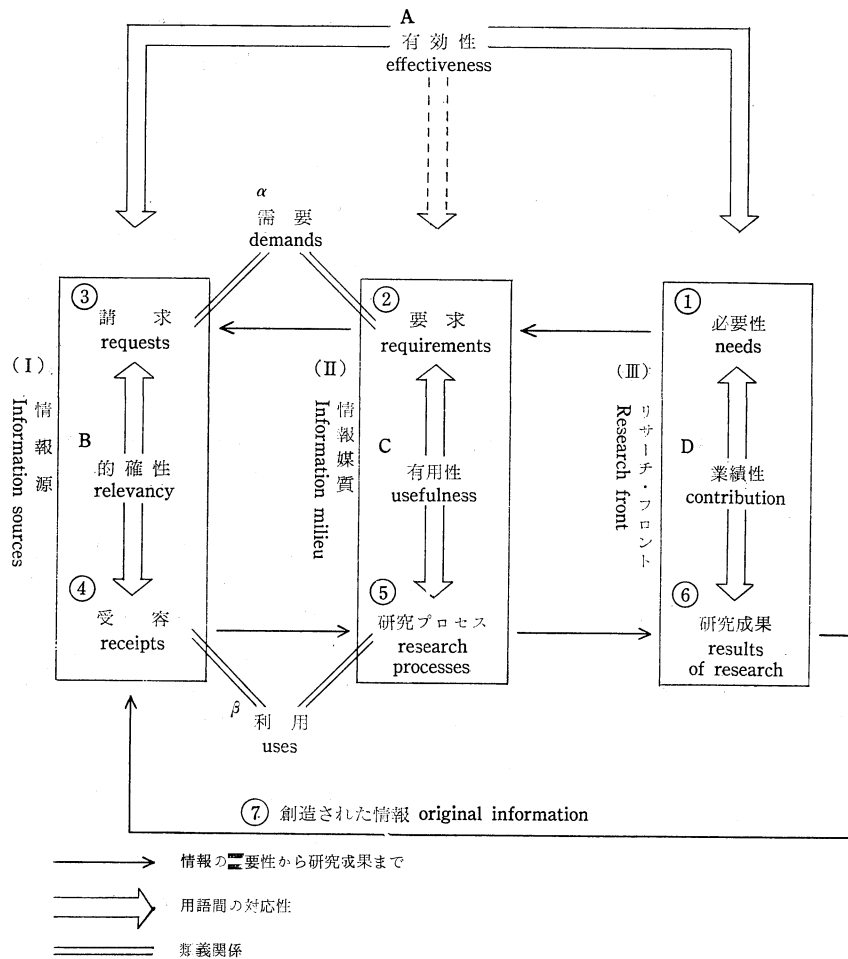 A
有効性
effectiveness
α
需要
demands
③
請求
requests
②
要求
requirements
①
必要性
needs
(Ⅰ)
情報源
Information sources
(Ⅱ)
情報媒質
Information milieu
(Ⅲ)
リサーチ・フロント
Research front
B
的確性
relevancy
C
有用性
usefulness
D
業績性
contribution
④
受容
receipts
⑤
研究プロセス
research
processes
⑥
研究成果
results
of research
β
利用
uses
⑦ 創造された情報 original information
情報の要性から研究成果まで
用語間の対応性
類義関係